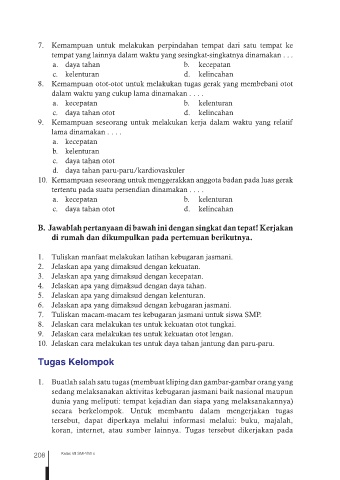 7. Kemampuan untuk melakukan perpindahan tempat dari satu tempat ke
tempat yang lainnya dalam waktu yang sesingkat-singkatnya dinamakan . . .
a. daya tahan b. kecepatan
c. kelenturan d. kelincahan
8. Kemampuan otot-otot untuk melakukan tugas gerak yang membebani otot
dalam waktu yang cukup lama dinamakan . . . .
a. kecepatan b. kelenturan
c. daya tahan otot d. kelincahan
9. Kemampuan seseorang untuk melakukan kerja dalam waktu yang relatif
lama dinamakan . . . .
a. kecepatan
b. kelenturan
c. daya tahan otot
d. daya tahan paru-paru/kardiovaskuler
10. Kemampuan seseorang untuk menggerakkan anggota badan pada luas gerak
tertentu pada suatu persendian dinamakan . . . .
a. kecepatan b. kelenturan
c. daya tahan otot d. kelincahan
B. Jawablah pertanyaan di bawah ini dengan singkat dan tepat! Kerjakan
di rumah dan dikumpulkan pada pertemuan berikutnya.
1. Tuliskan manfaat melakukan latihan kebugaran jasmani.
2. Jelaskan apa yang dimaksud dengan kekuatan.
3. Jelaskan apa yang dimaksud dengan kecepatan.
4. Jelaskan apa yang dimaksud dengan daya tahan.
5. Jelaskan apa yang dimaksud dengan kelenturan.
6. Jelaskan apa yang dimaksud dengan kebugaran jasmani.
7. Tuliskan macam-macam tes kebugaran jasmani untuk siswa SMP.
8. Jelaskan cara melakukan tes untuk kekuatan otot tungkai.
9. Jelaskan cara melakukan tes untuk kekuatan otot lengan.
10. Jelaskan cara melakukan tes untuk daya tahan jantung dan paru-paru.
Tugas Kelompok
1. Buatlah salah satu tugas (membuat kliping dan gambar-gambar orang yang
sedang melaksanakan aktivitas kebugaran jasmani baik nasional maupun
dunia yang meliputi: tempat kejadian dan siapa yang melaksanakannya)
secara berkelompok. Untuk membantu dalam mengerjakan tugas
tersebut, dapat diperkaya melalui informasi melalui: buku, majalah,
koran, internet, atau sumber lainnya. Tugas tersebut dikerjakan pada
208 Kelas VII SMP/MTs